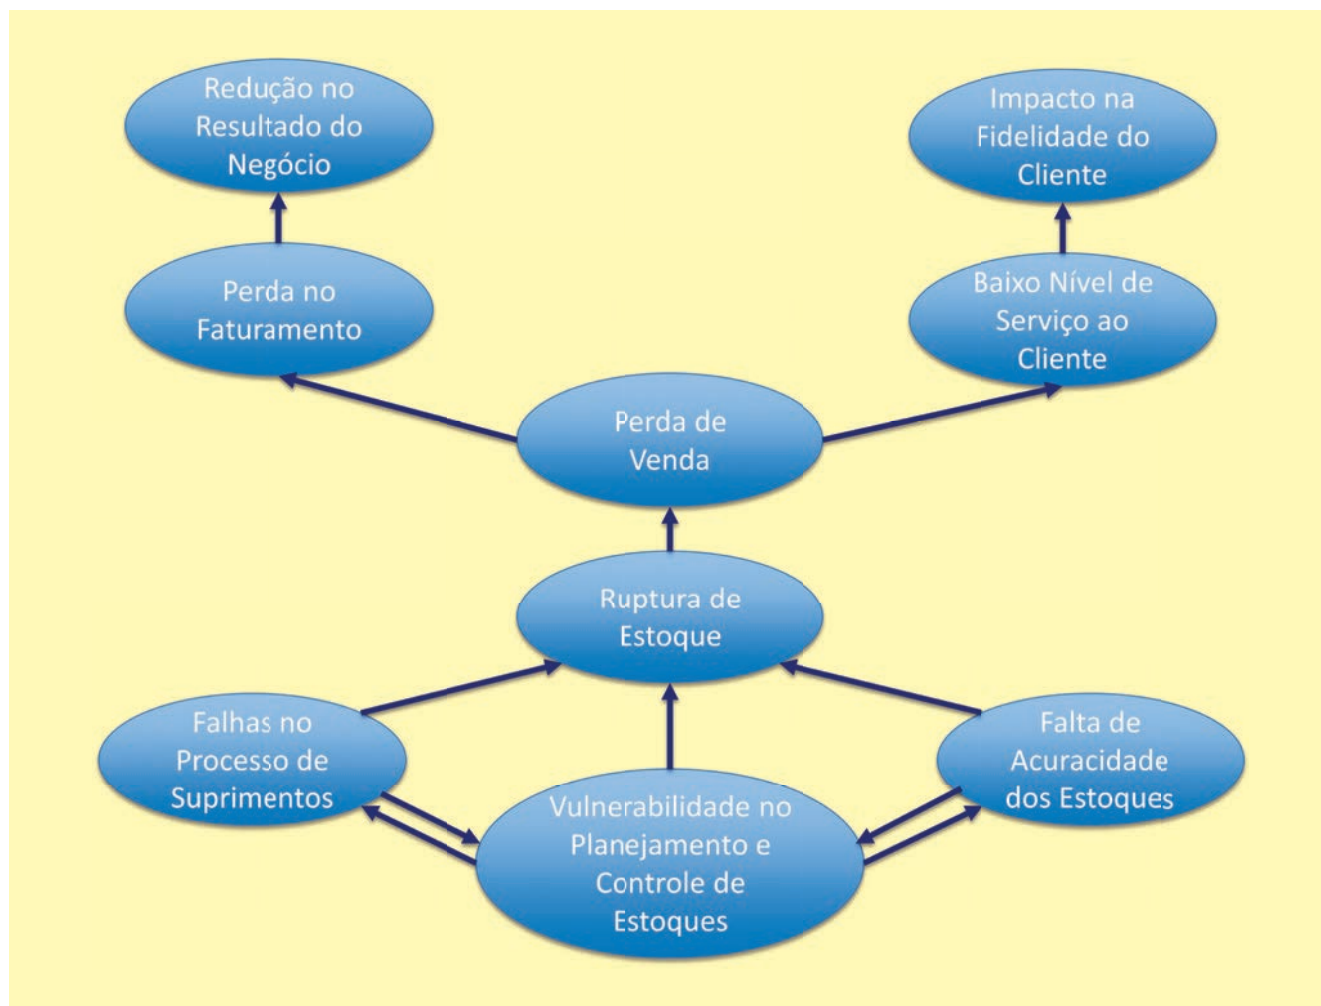 Redução no
Resultado do
Negócio
Impacto na
Fidelidade do
Cliente
Perda no
Faturamento
Baixo Nível de
Serviço ao
Cliente
Perda de
Venda
Ruptura de
Estoque
Falhas no
Processo de
Suprimentos
Falta de
Acuracidade
dos Estoques
Vulnerabilidade no
Planejamento e
Controle de
Estoques